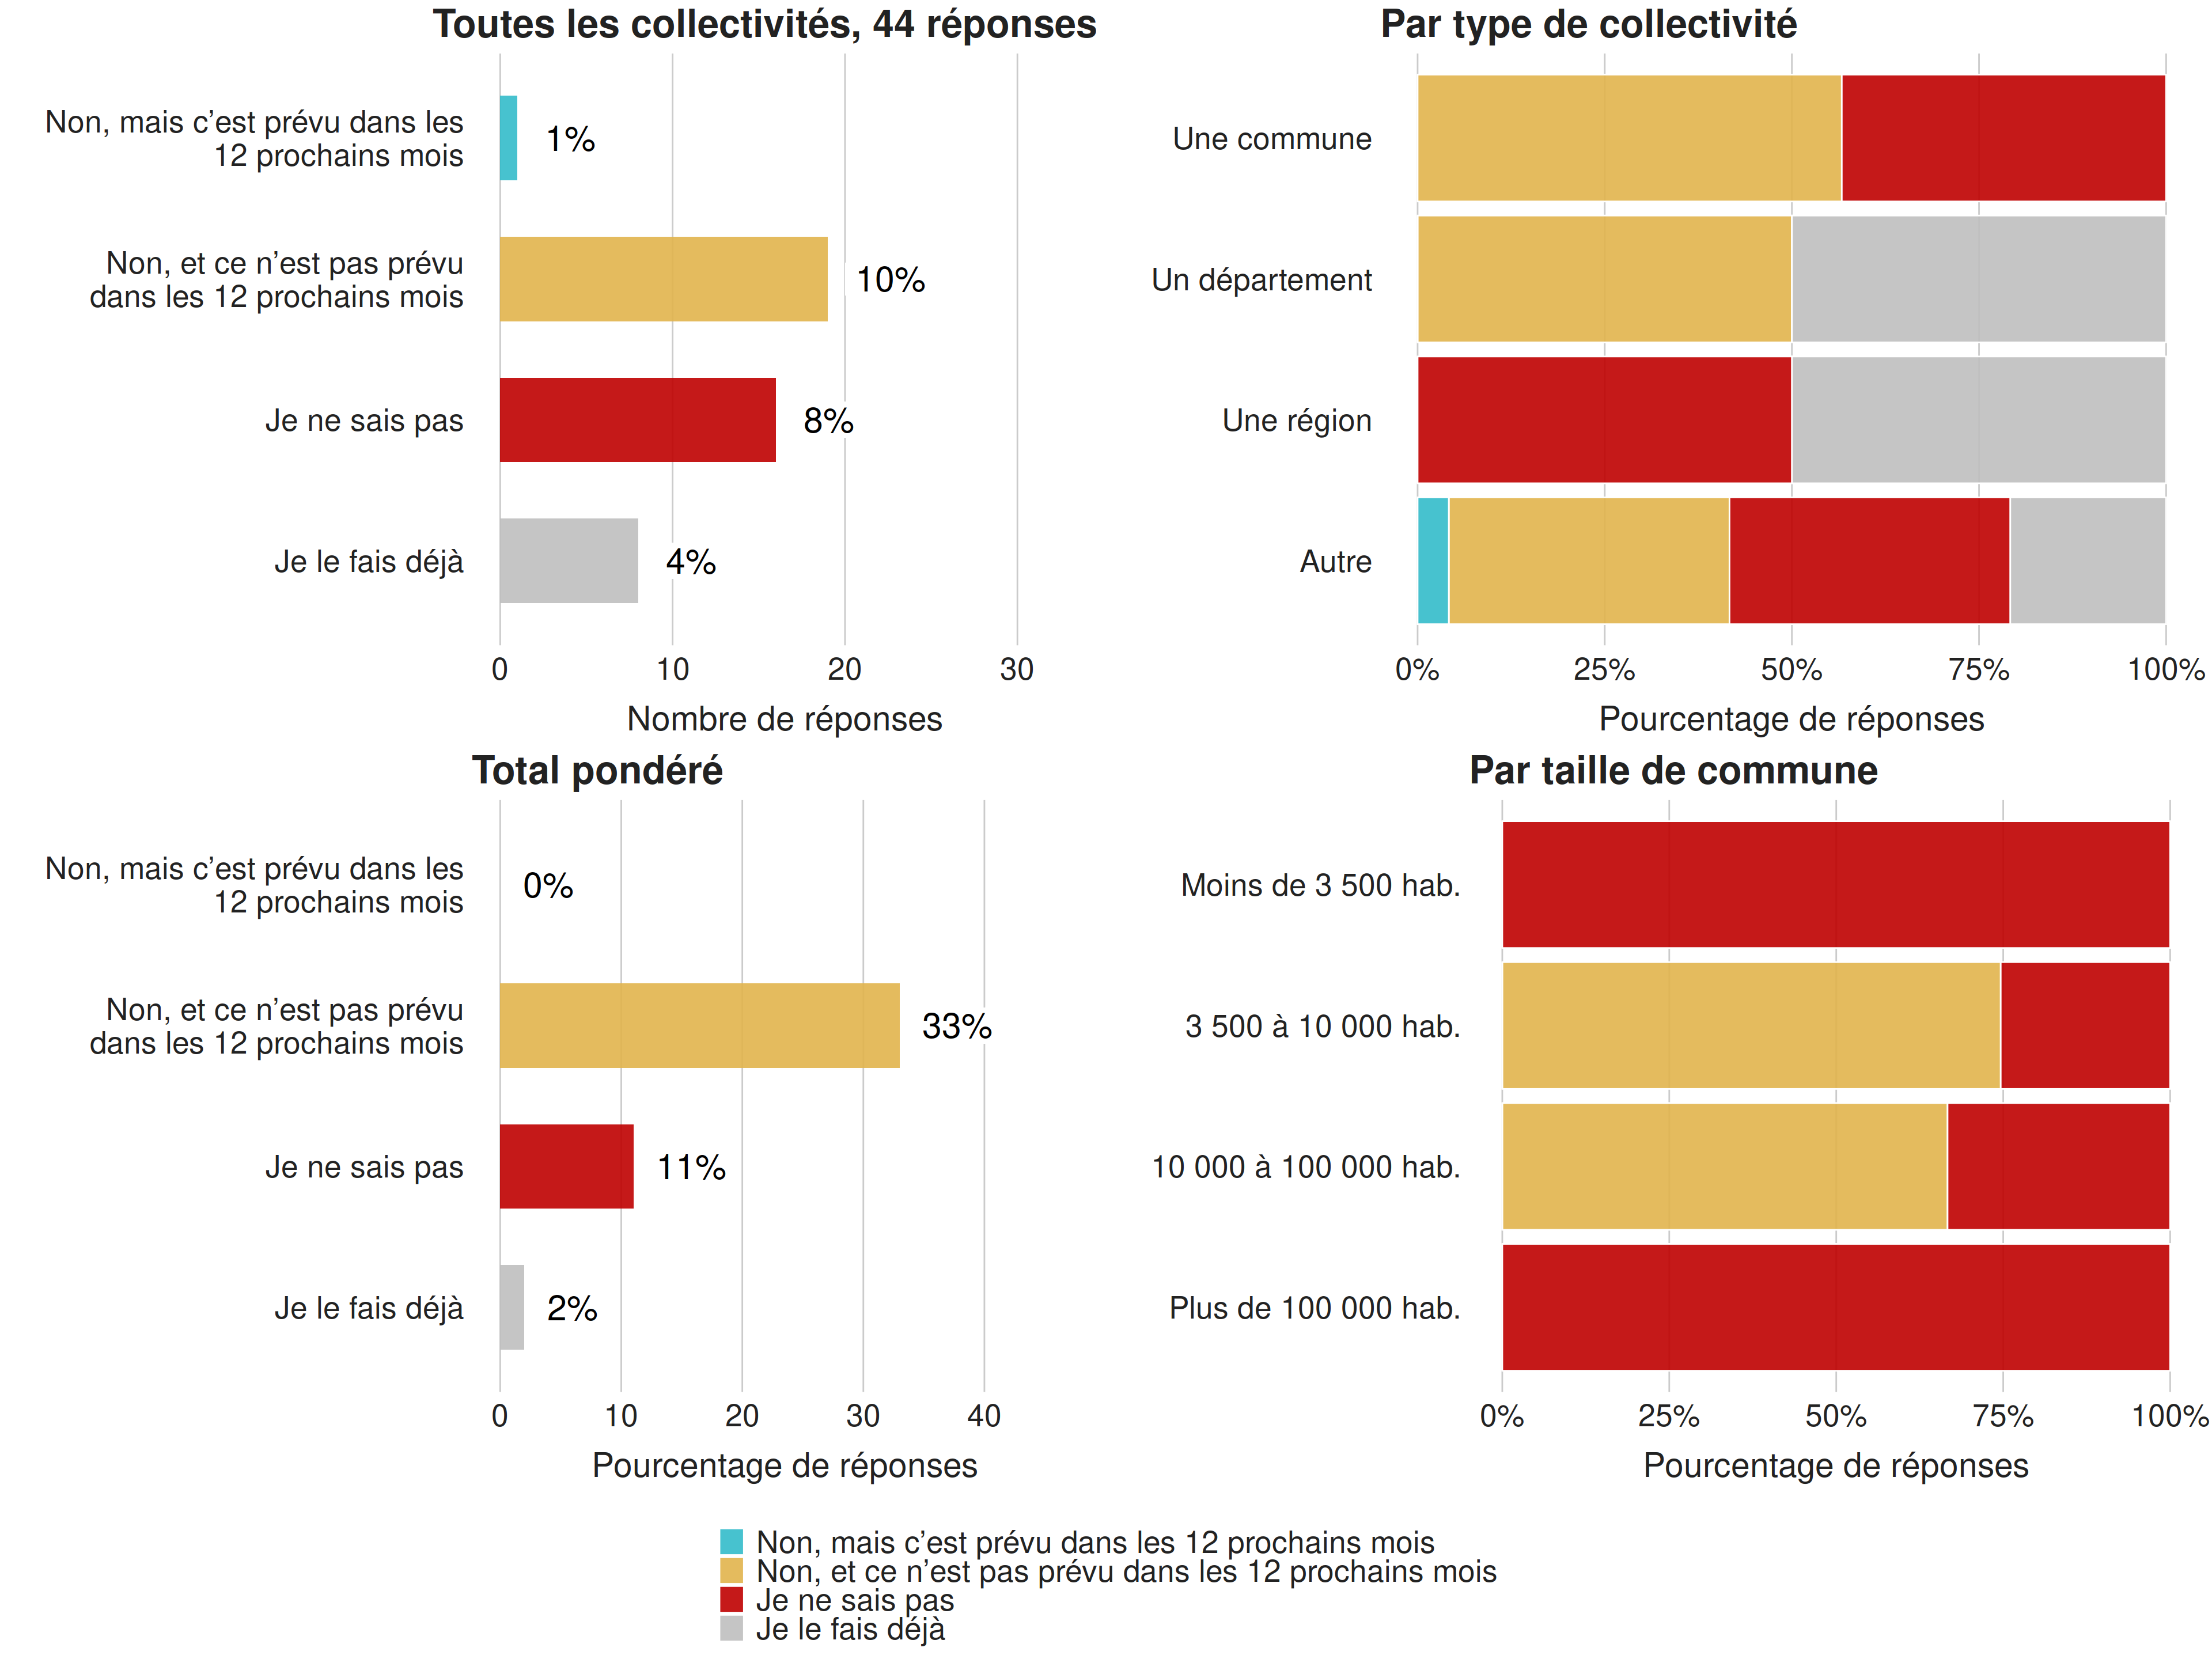 Toutes les collectivités, 44 réponses
Non, mais c’est prévu dans les
12 prochains mois
1%
Non, et ce n’est pas prévu
dans les 12 prochains mois
10%
Je ne sais pas
8%
Je le fais déjà
4%
0 10 20 30
Nombre de réponses
Par type de collectivité
Une commune
Un département
Une région
Autre
0% 25% 50% 75% 100%
Pourcentage de réponses
Total pondéré
Non, mais c’est prévu dans les
12 prochains mois
0%
Non, et ce n’est pas prévu
dans les 12 prochains mois
33%
Je ne sais pas
11%
Je le fais déjà
2%
0 10 20 30 40
Pourcentage de réponses
Par taille de commune
Moins de 3 500 hab.
3 500 à 10 000 hab.
10 000 à 100 000 hab.
Plus de 100 000 hab.
0% 25% 50% 75% 100%
Pourcentage de réponses
Non, mais c’est prévu dans les 12 prochains mois
Non, et ce n’est pas prévu dans les 12 prochains mois
Je ne sais pas
Je le fais déjà